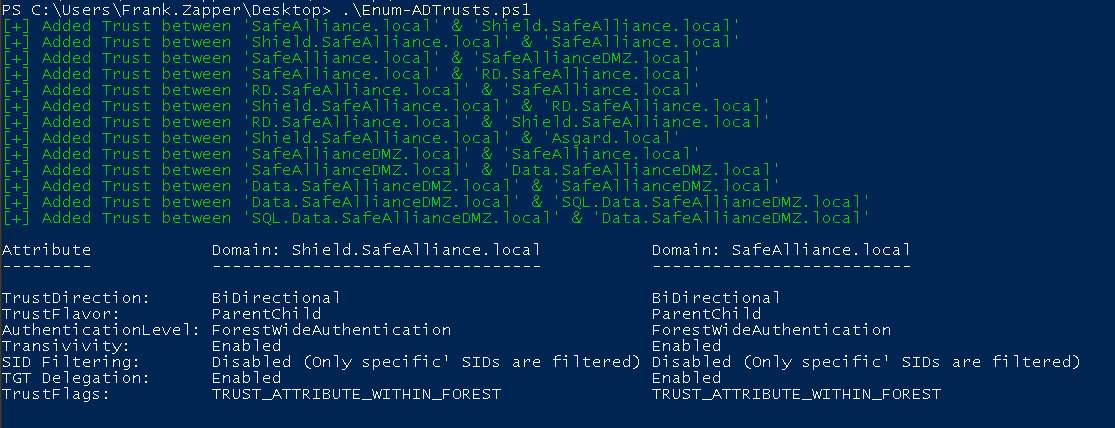 PS C:\Users\Frank.Zapper\Desktop> .\Enum-ADTrusts.ps1
[+] Added Trust between 'SafeAlliance.local' & 'Shield.SafeAlliance.local'
[+] Added Trust between 'Shield.SafeAlliance.local' & 'SafeAlliance.local'
[+] Added Trust between 'SafeAlliance.local' & 'SafeAllianceDMZ.local'
[+] Added Trust between 'SafeAlliance.local' & 'RD.SafeAlliance.local'
[+] Added Trust between 'RD.SafeAlliance.local' & 'SafeAlliance.local'
[+] Added Trust between 'Shield.SafeAlliance.local' & 'RD.SafeAlliance.local'
[+] Added Trust between 'RD.SafeAlliance.local' & 'Shield.SafeAlliance.local'
[+] Added Trust between 'Shield.SafeAlliance.local' & 'Asgard.local'
[+] Added Trust between 'SafeAllianceDMZ.local' & 'SafeAlliance.local'
[+] Added Trust between 'SafeAllianceDMZ.local' & 'Data.SafeAllianceDMZ.local'
[+] Added Trust between 'Data.SafeAllianceDMZ.local' & 'SafeAllianceDMZ.local'
[+] Added Trust between 'Data.SafeAllianceDMZ.local' & 'SQL.Data.SafeAllianceDMZ.local'
[+] Added Trust between 'SQL.Data.SafeAllianceDMZ.local' & 'Data.SafeAllianceDMZ.local'
Attribute Domain: Shield.SafeAlliance.local Domain: SafeAlliance.local
--------- --------------------------------- --------------------------
TrustDirection: BiDirectional BiDirectional
TrustFlavor: ParentChild ParentChild
AuthenticationLevel: ForestWideAuthentication ForestWideAuthentication
Transivivity: Enabled Enabled
SID Filtering: Disabled (Only specific' SIDs are filtered) Disabled (Only specific' SIDs are filtered)
TGT Delegation: Enabled Enabled
TrustFlags: TRUST_ATTRIBUTE_WITHIN_FOREST TRUST_ATTRIBUTE_WITHIN_FOREST